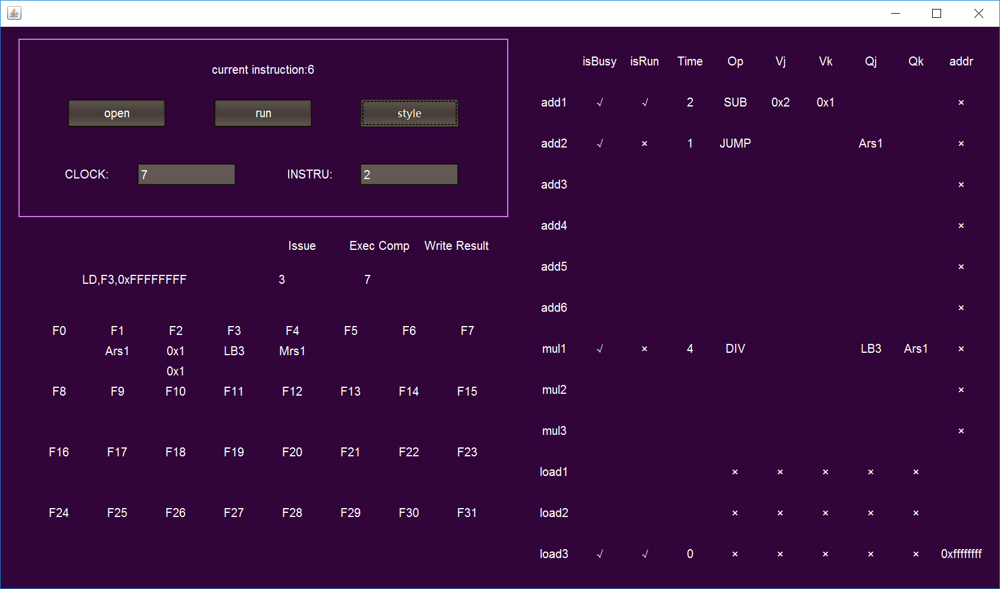 current instruction:6
open run style
CLOCK: 7 INSTRU: 2
Issue Exec Comp Write Result
LD,F3,0xFFFFFFFF 3 7
F0 F1 F2 F3 F4 F5 F6 F7
Ars1 0x1 LB3 Mrs1
0x1
F8 F9 F10 F11 F12 F13 F14 F15
F16 F17 F18 F19 F20 F21 F22 F23
F24 F25 F26 F27 F28 F29 F30 F31
isBusy isRun Time Op Vj Vk Qj Qk addr
add1 √ √ 2 SUB 0x2 0x1 ×
add2 √ × 1 JUMP Ars1 ×
add3 ×
add4 ×
add5 ×
add6 ×
mul1 √ × 4 DIV LB3 Ars1 ×
mul2 ×
mul3 ×
load1 × × × × ×
load2 × × × × ×
load3 √ √ 0 × × × × × 0xffffffff